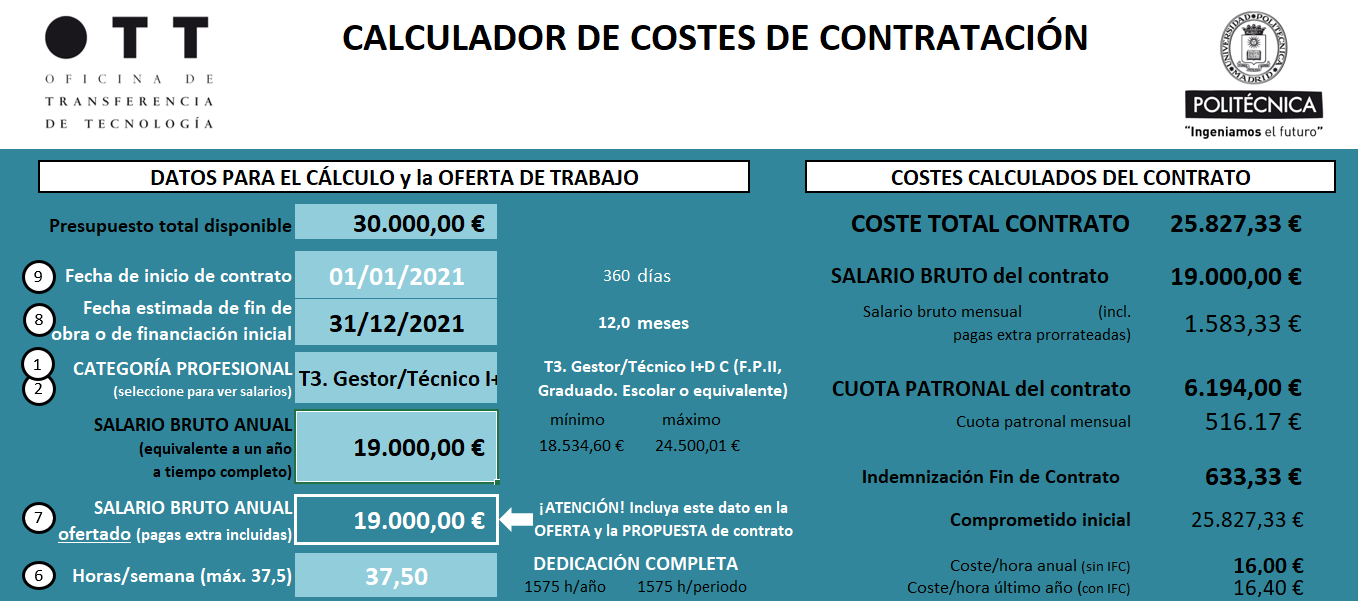 OTT
OFICINA DE
TRANSFERENCIA
DE TECNOLOGÍA
CALCULADOR DE COSTES DE CONTRATACIÓN
UNIVERSIDAD POLITÉCNICA
MADRID
POLITÉCNICA
"Ingeniamos el futuro"
DATOS PARA EL CÁLCULO y la OFERTA DE TRABAJO
Presupuesto total disponible 30.000,00 €
9 Fecha de inicio de contrato 01/01/2021 360 días
8 Fecha estimada de fin de
obra o de financiación inicial 31/12/2021 12,0 meses
1
2
CATEGORÍA PROFESIONAL
(seleccione para ver salarios)
T3. Gestor/Técnico I+
T3. Gestor/Técnico I+D C (F.P.II,
Graduado. Escolar o equivalente)
SALARIO BRUTO ANUAL
(equivalente a un año
a tiempo completo)
19.000,00 €
mínimo máximo
18.534,60 € 24.500,01 €
7 SALARIO BRUTO ANUAL
ofertado (pagas extra incluidas)
19.000,00 €
¡ATENCIÓN! Incluya este dato en la
OFERTA y la PROPUESTA de contrato
6 Horas/semana (máx. 37,5) 37,50
DEDICACIÓN COMPLETA
1575 h/año 1575 h/periodo
COSTES CALCULADOS DEL CONTRATO
COSTE TOTAL CONTRATO 25.827,33 €
SALARIO BRUTO del contrato 19.000,00 €
Salario bruto mensual (incl.
pagas extra prorrateadas) 1.583,33 €
CUOTA PATRONAL del contrato 6.194,00 €
Cuota patronal mensual 516.17 €
Indemnización Fin de Contrato 633,33 €
Comprometido inicial 25.827,33 €
Coste/hora anual (sin IFC) 16,00 €
Coste/hora último año (con IFC) 16,40 €